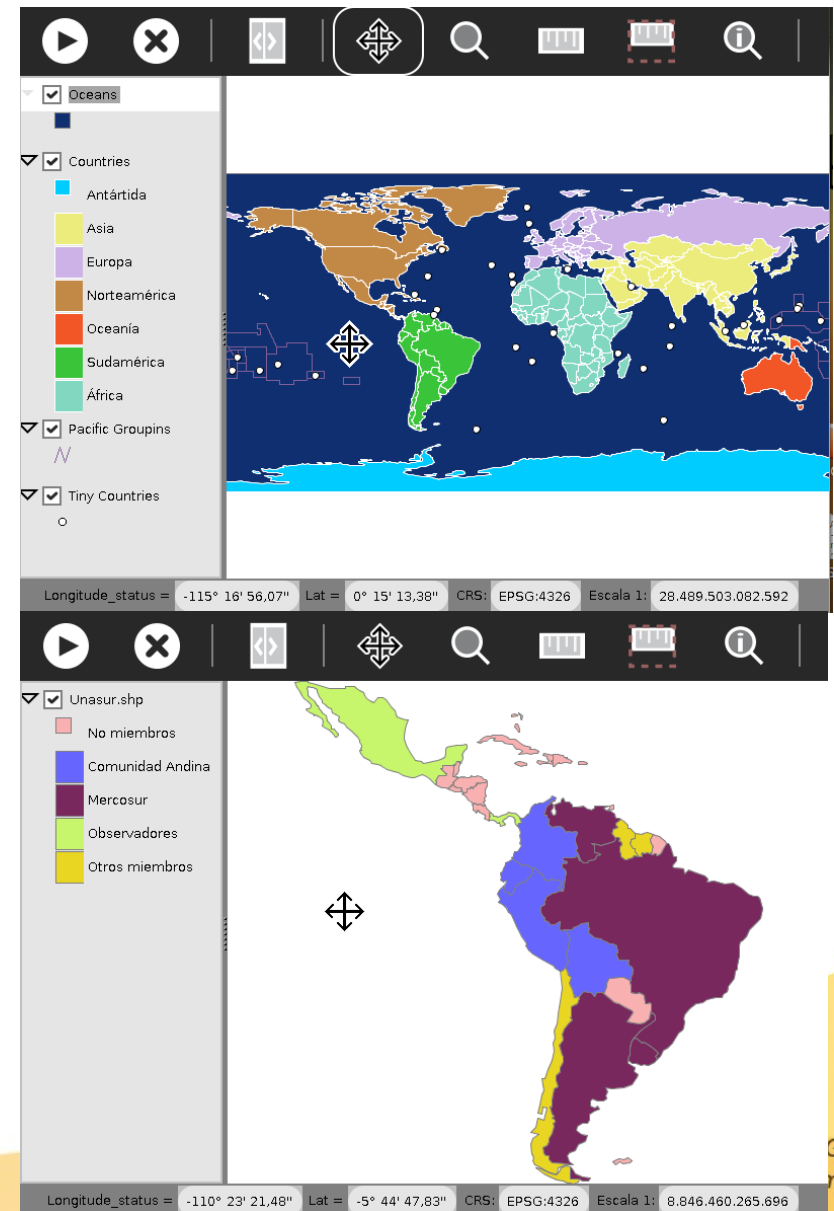 Oceans
Countries
Antártida
Asia
Europa
Norteamérica
Oceanía
Sudamérica
África
Pacific Groupins
Tiny Countries
Longitude_status = -115° 16' 56,07" Lat = 0° 15' 13,38" CRS: EPSG:4326 Escala 1: 28.489.503.082.592
Unasur.shp
No miembros
Comunidad Andina
Mercosur
Observadores
Otros miembros
Longitude_status = -110° 23' 21,48" Lat = -5° 44' 47,83" CRS: EPSG:4326 Escala 1: 8.846.460.265.696